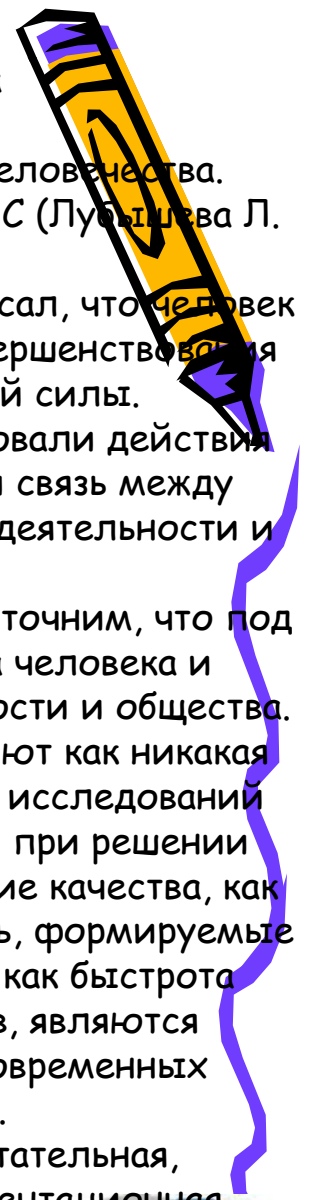 еловечества.
С (Лубышева Л.
сал, что человек
ершенствования
й силы.
овали действия
связь между
деятельности и
точним, что под
человека и
ости и общества.
ют как никакая
исследований
при решении
ие качества, как
ь, формируемые
как быстрота
в, являются
овременных
.
тательная,
ентационная